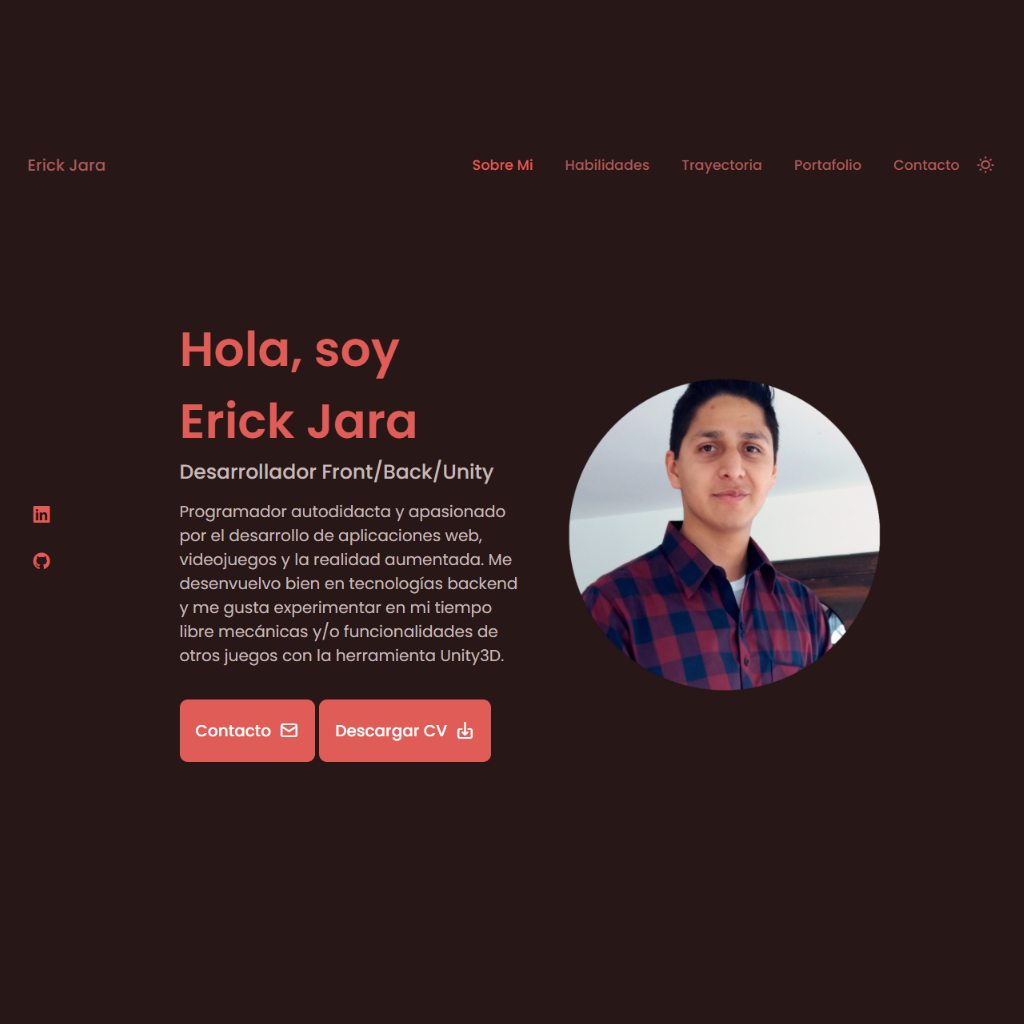 Erick Jara
Sobre Mi
Habilidades
Trayectoria
Portafolio
Contacto
Hola, soy
Erick Jara
Desarrollador Front/Back/Unity
Programador autodidacta y apasionado
por el desarrollo de aplicaciones web,
videojuegos y la realidad aumentada. Me
desenvuelvo bien en tecnologías backend
y me gusta experimentar en mi tiempo
libre mecánicas y/o funcionalidades de
otros juegos con la herramienta Unity3D.
Contacto
Descargar CV